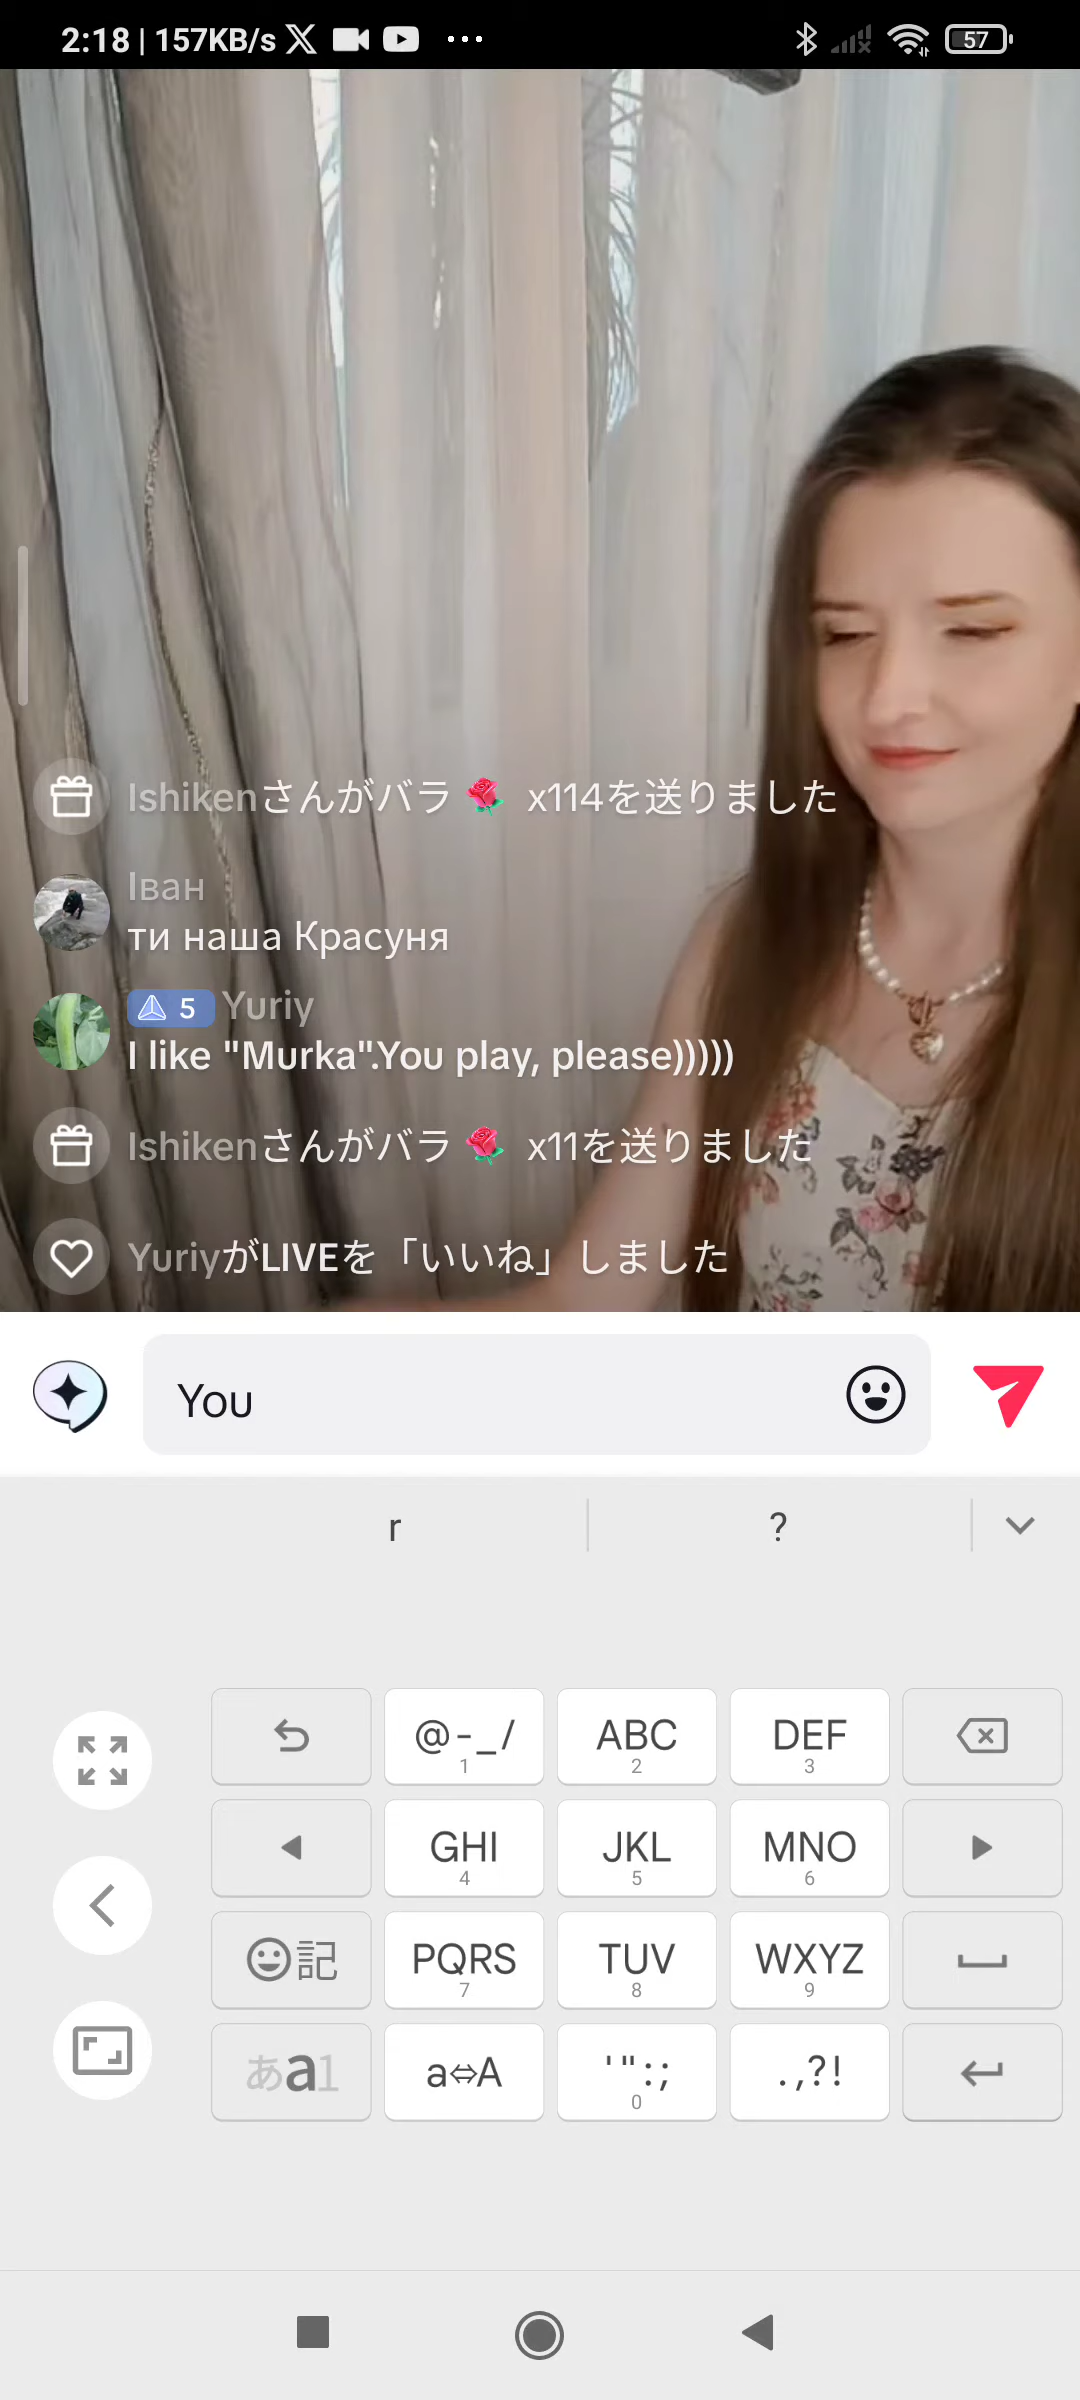 2:18 | 157KB/s X ... 57
Ishikenさんがバラ🌹 x114を送りました
Іван
ти наша Красуня
5 Yuriy
I like "Murka".You play, please)))))
Ishikenさんがバラ🌹 x11を送りました
YuriyがLIVEを「いいね」しました
You
r ?
@-_/ ABC DEF
1 2 3
GHI JKL MNO
4 5 6
記 PQRS TUV WXYZ
7 8 9
あa1 a⇔A '":; .,?!
0